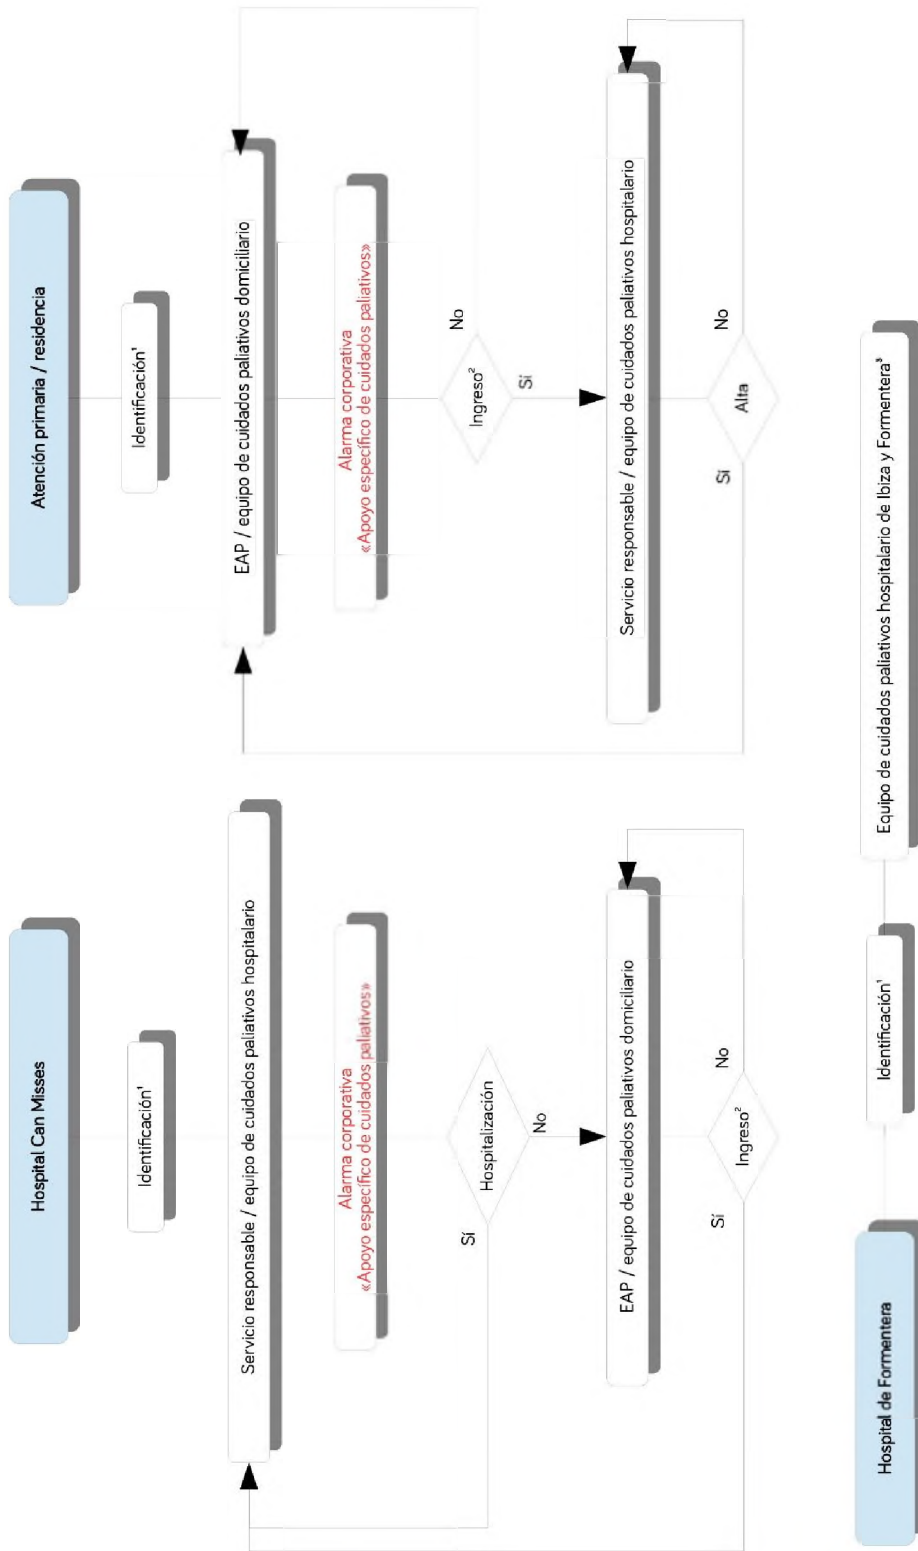 Hospital Can Misses
Identificación¹
Servicio responsable / equipo de cuidados paliativos hospitalario
Alarma corporativa
«Apoyo específico de cuidados paliativos»
Hospitalización
Sí
No
EAP / equipo de cuidados paliativos domiciliario
Ingreso²
Sí
No
Atención primaria / residencia
Identificación¹
EAP / equipo de cuidados paliativos domiciliario
Alarma corporativa
«Apoyo específico de cuidados paliativos»
Ingreso²
No
Sí
Servicio responsable / equipo de cuidados paliativos hospitalario
Alta
Sí
No
Hospital de Formentera
Identificación¹
Equipo de cuidados paliativos hospitalario de Ibiza y Formentera³